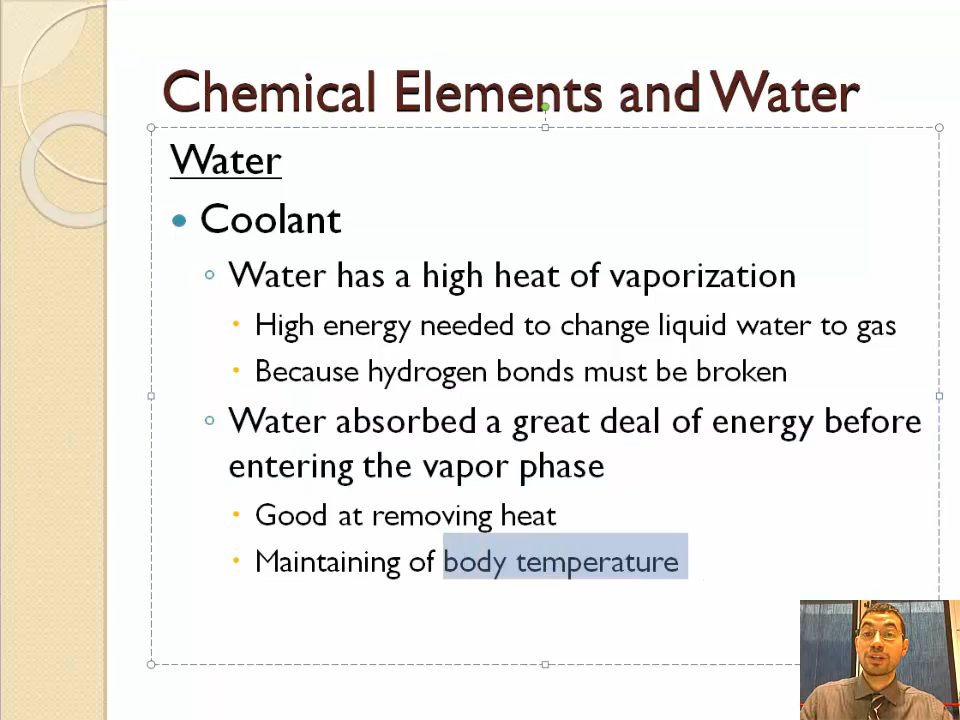 Chemical Elements and Water
Water
• Coolant
◦ Water has a high heat of vaporization
• High energy needed to change liquid water to gas
• Because hydrogen bonds must be broken
◦ Water absorbed a great deal of energy before
entering the vapor phase
• Good at removing heat
• Maintaining of body temperature